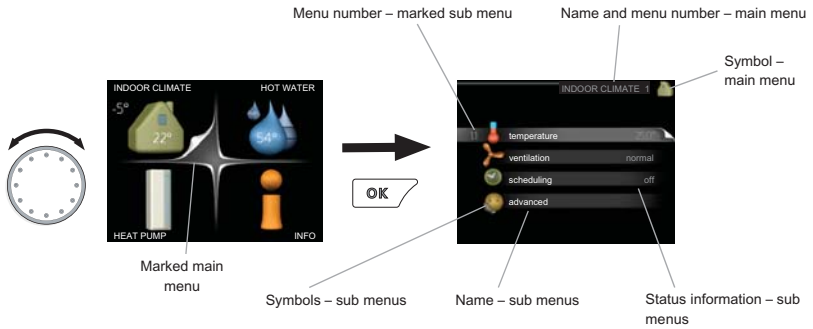 Menu number – marked sub menu
Name and menu number – main menu
Symbol –
main menu
INDOOR CLIMATE
HOT WATER
-5°
22°
54°
HEAT PUMP
INFO
OK
INDOOR CLIMATE 1
1.1
temperature
ventilation
normal
scheduling
off
advanced
Marked main
menu
Symbols – sub menus
Name – sub menus
Status information – sub
menus